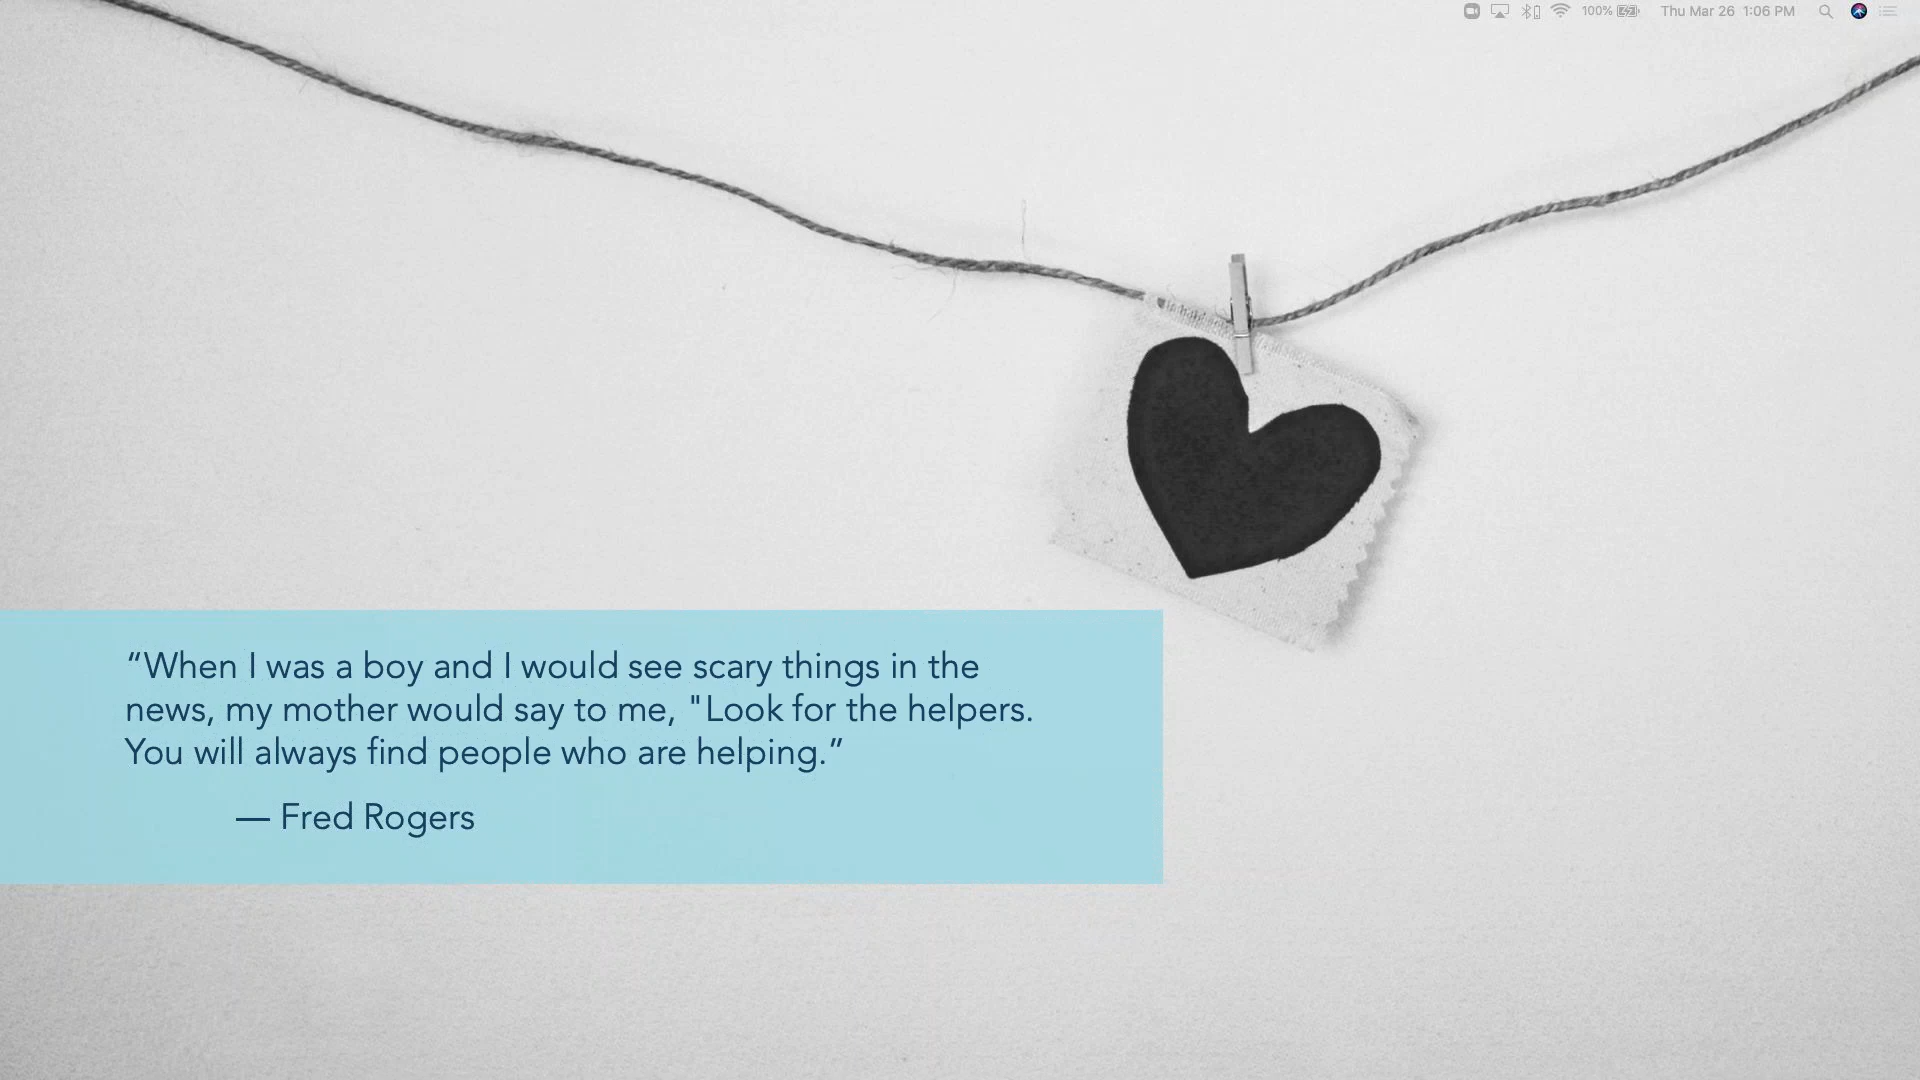 100%
Thu Mar 26 1:06 PM
“When I was a boy and I would see scary things in the
news, my mother would say to me, "Look for the helpers.
You will always find people who are helping.”
— Fred Rogers